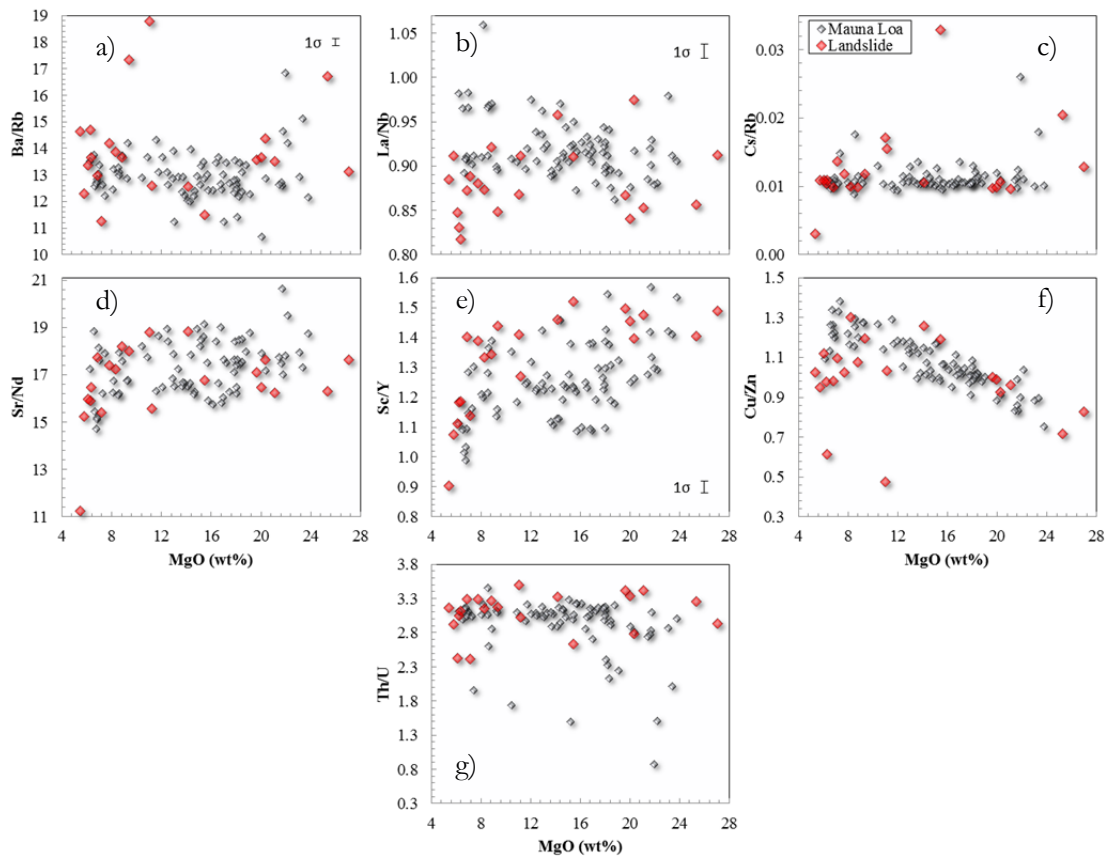 19
18
17
16
15
14
13
12
11
10
Ba/Rb
a)
1σ
1.05
1.00
0.95
0.90
0.85
0.80
La/Nb
b)
1σ
0.03
0.02
0.01
0.00
Cs/Rb
Mauna Loa
Landslide
c)
21
19
17
15
13
11
Sr/Nd
d)
4 8 12 16 20 24 28
MgO (wt%)
1.6
1.5
1.4
1.3
1.2
1.1
1.0
0.9
0.8
Sc/Y
e)
1σ
4 8 12 16 20 24 28
1.5
1.3
1.1
0.9
0.7
0.5
0.3
Cu/Zn
f)
4 8 12 16 20 24 28
MgO (wt%)
3.8
3.3
2.8
2.3
1.8
1.3
0.8
0.3
Th/U
g)
4 8 12 16 20 24 28
MgO (wt%)